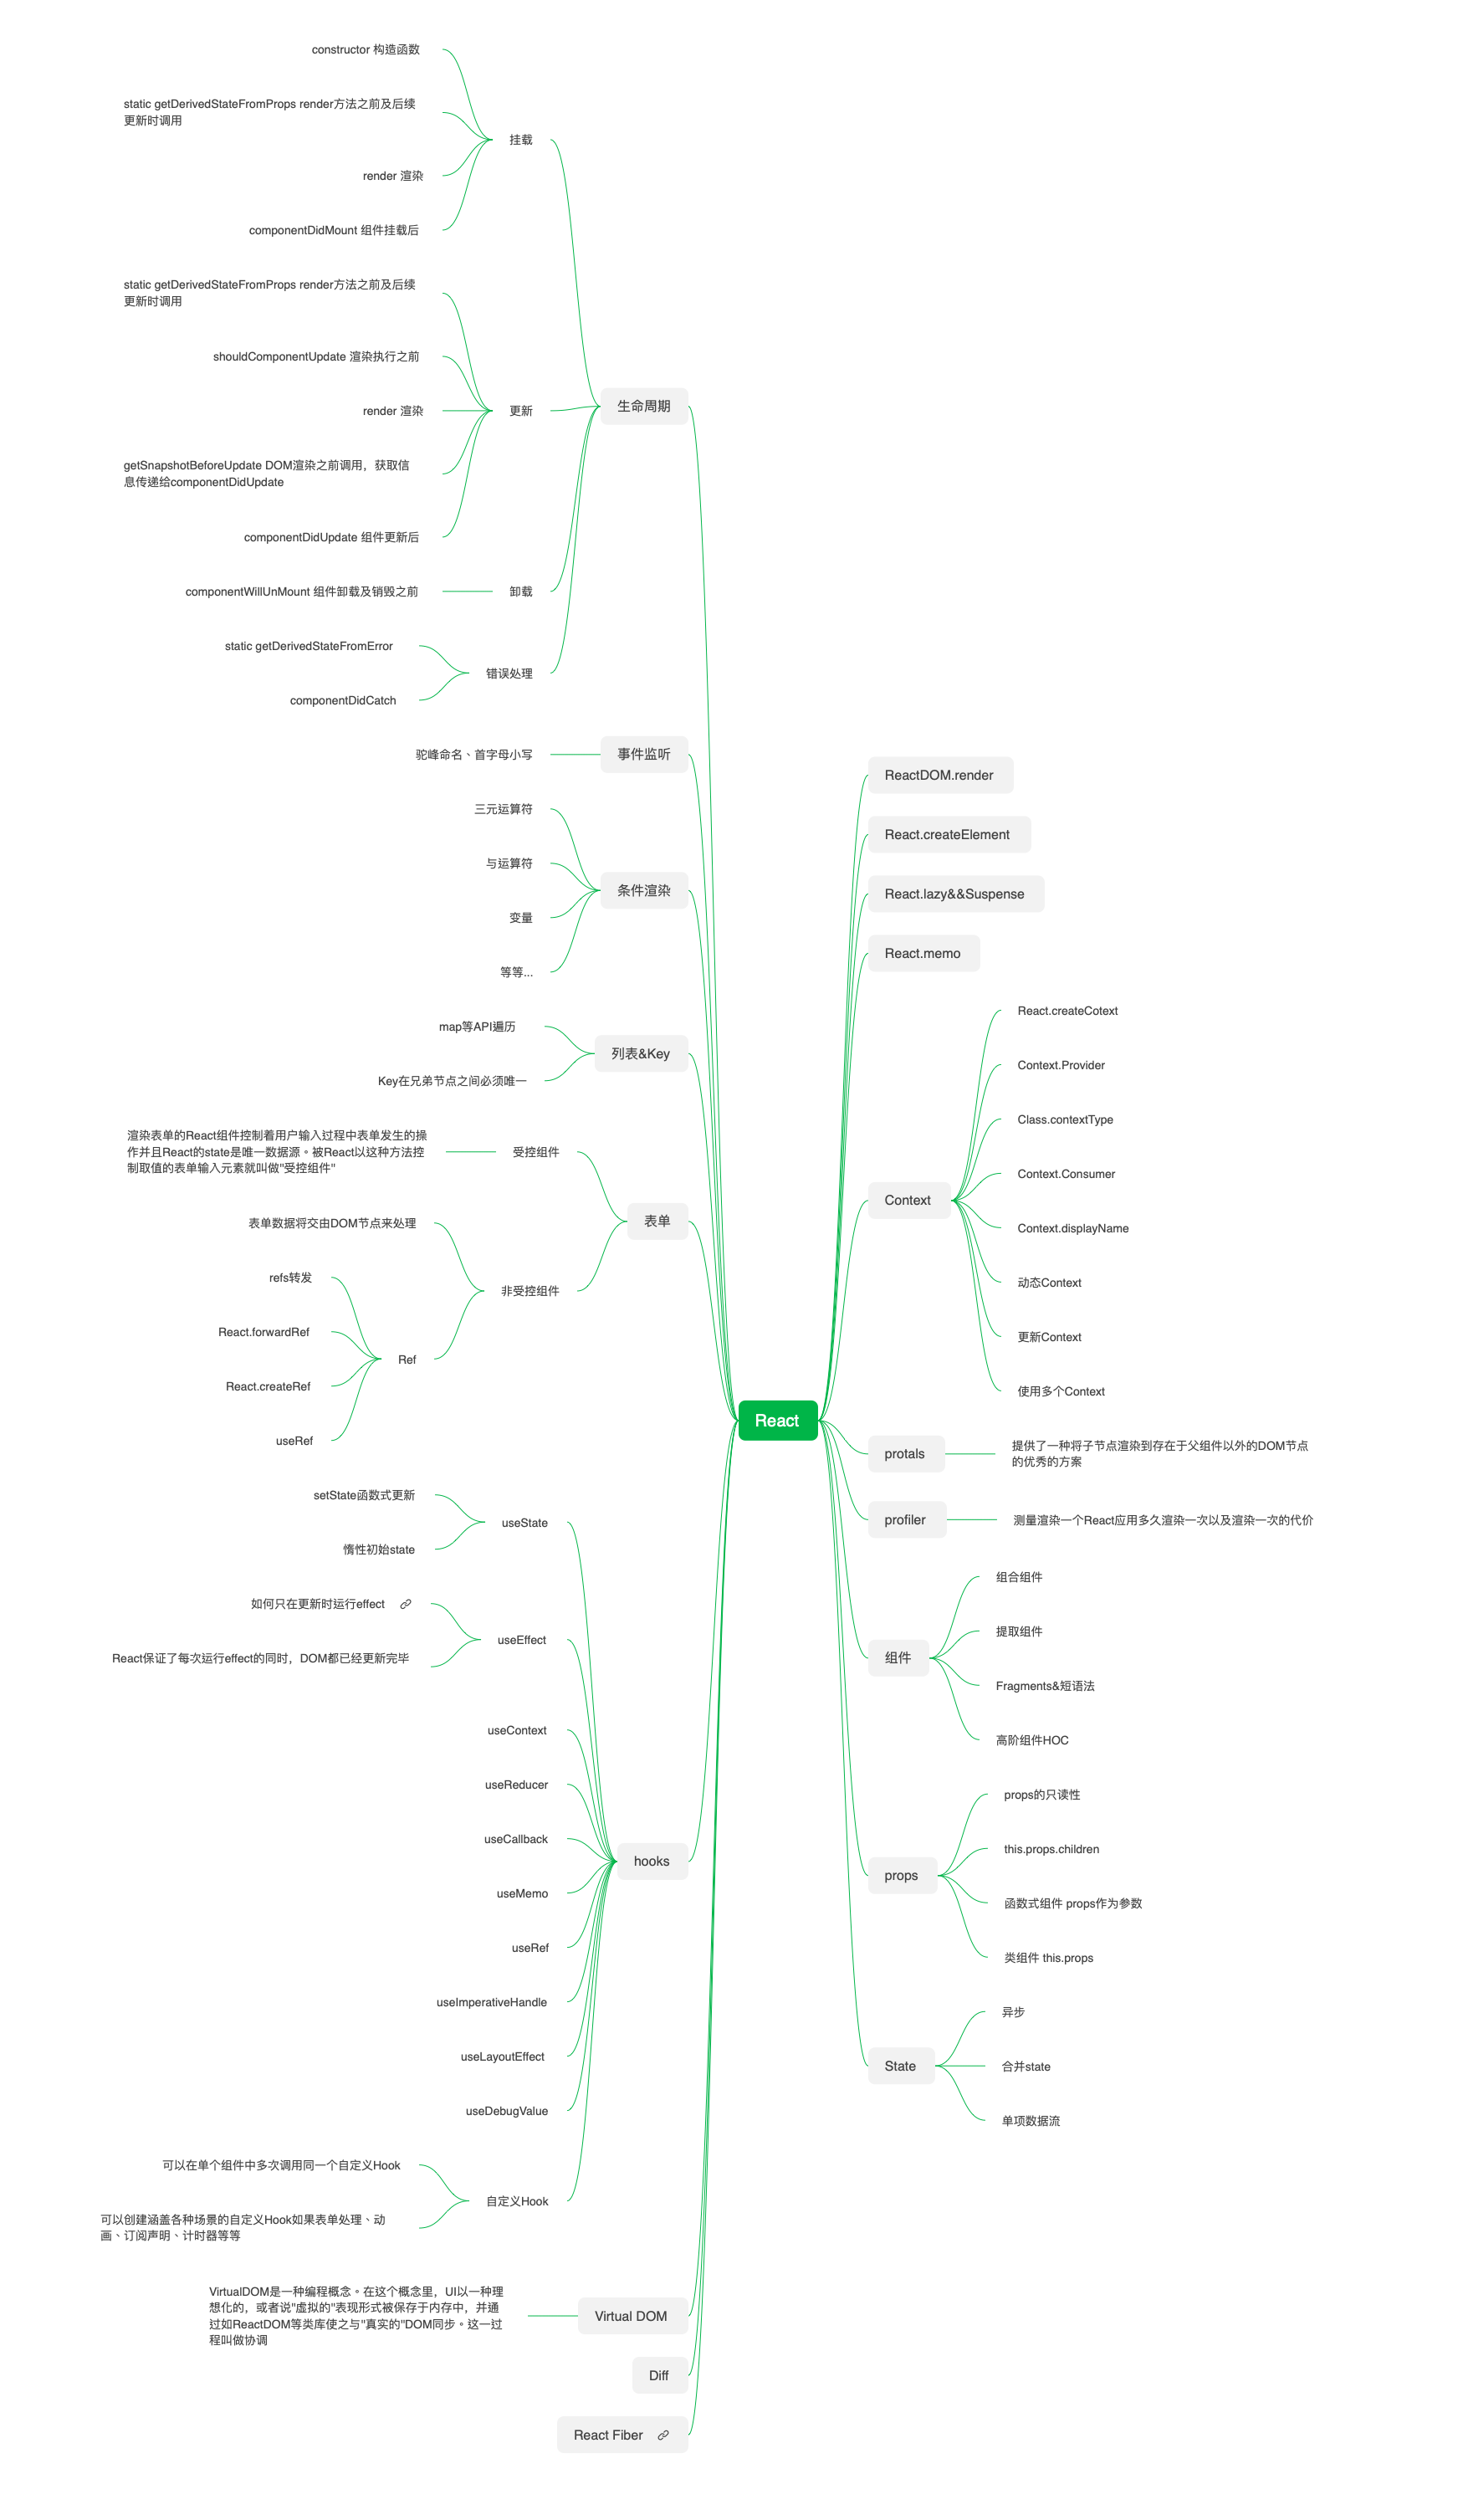 React
ReactDOM.render
React.createElement
React.lazy&&Suspense
React.memo
Context
React.createCotext
Context.Provider
Class.contextType
Context.Consumer
Context.displayName
动态Context
更新Context
使用多个Context
protals
提供了一种将子节点渲染到存在于父组件以外的DOM节点
的优秀的方案
profiler
测量渲染一个React应用多久渲染一次以及渲染一次的代价
组件
组合组件
提取组件
Fragments&短语法
高阶组件HOC
props
props的只读性
this.props.children
函数式组件 props作为参数
类组件 this.props
State
异步
合并state
单项数据流
生命周期
挂载
constructor 构造函数
static getDerivedStateFromProps render方法之前及后续
更新时调用
render 渲染
componentDidMount 组件挂载后
更新
static getDerivedStateFromProps render方法之前及后续
更新时调用
shouldComponentUpdate 渲染执行之前
render 渲染
getSnapshotBeforeUpdate DOM渲染之前调用，获取信
息传递给componentDidUpdate
componentDidUpdate 组件更新后
卸载
componentWillUnMount 组件卸载及销毁之前
错误处理
static getDerivedStateFromError
componentDidCatch
事件监听
驼峰命名、首字母小写
条件渲染
三元运算符
与运算符
变量
等等...
列表&Key
map等API遍历
Key在兄弟节点之间必须唯一
表单
受控组件
渲染表单的React组件控制着用户输入过程中表单发生的操
作并且React的state是唯一数据源。被React以这种方法控
制取值的表单输入元素就叫做"受控组件"
非受控组件
表单数据将交由DOM节点来处理
Ref
refs转发
React.forwardRef
React.createRef
useRef
hooks
useState
setState函数式更新
惰性初始state
useEffect
如何只在更新时运行effect
React保证了每次运行effect的同时，DOM都已经更新完毕
useContext
useReducer
useCallback
useMemo
useRef
useImperativeHandle
useLayoutEffect
useDebugValue
自定义Hook
可以在单个组件中多次调用同一个自定义Hook
可以创建涵盖各种场景的自定义Hook如果表单处理、动
画、订阅声明、计时器等等
Virtual DOM
VirtualDOM是一种编程概念。在这个概念里，UI以一种理
想化的，或者说"虚拟的"表现形式被保存于内存中，并通
过如ReactDOM等类库使之与"真实的"DOM同步。这一过
程叫做协调
Diff
React Fiber